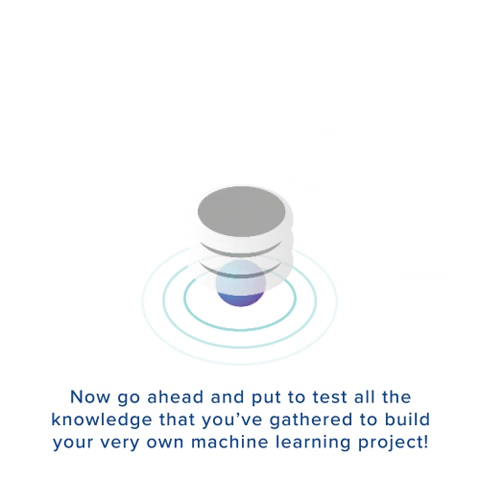 Now go ahead and put to test all the
knowledge that you’ve gathered to build
your very own machine learning project!